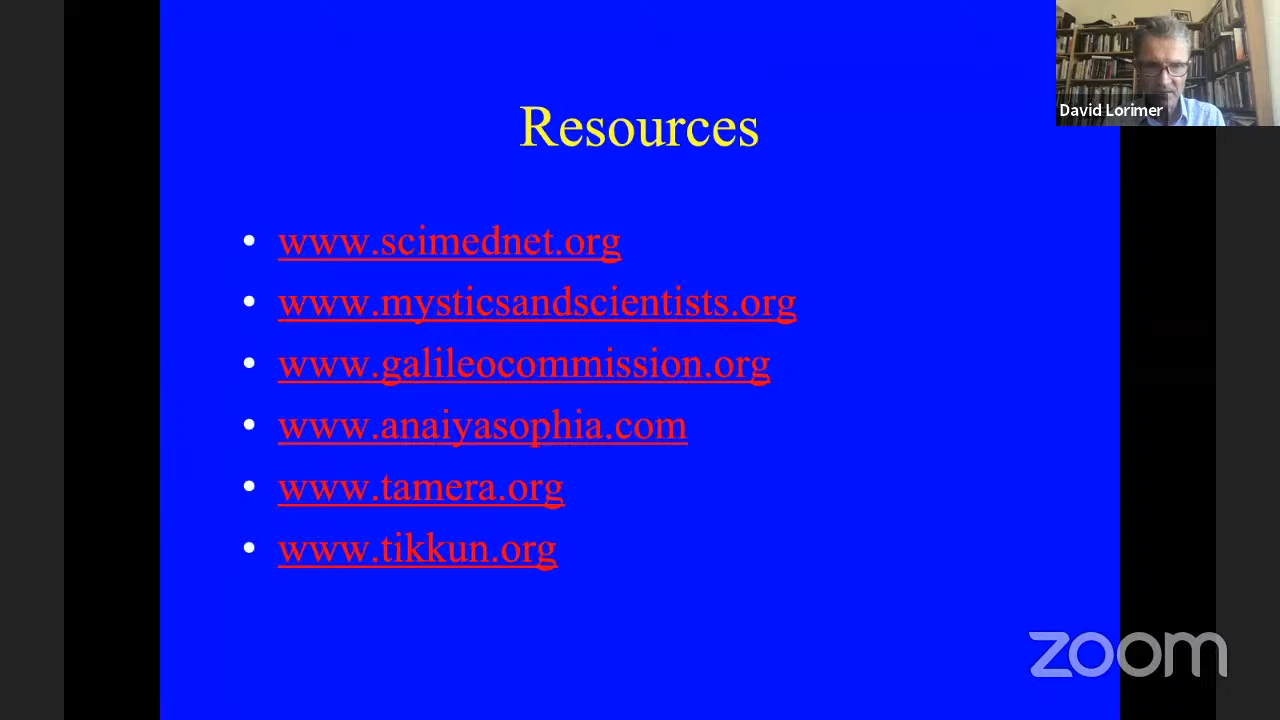 David Lorimer
Resources
• www.scimednet.org
• www.mysticsandscientists.org
• www.galileocommission.org
• www.anaiyasophia.com
• www.tamera.org
• www.tikkun.org
zoom